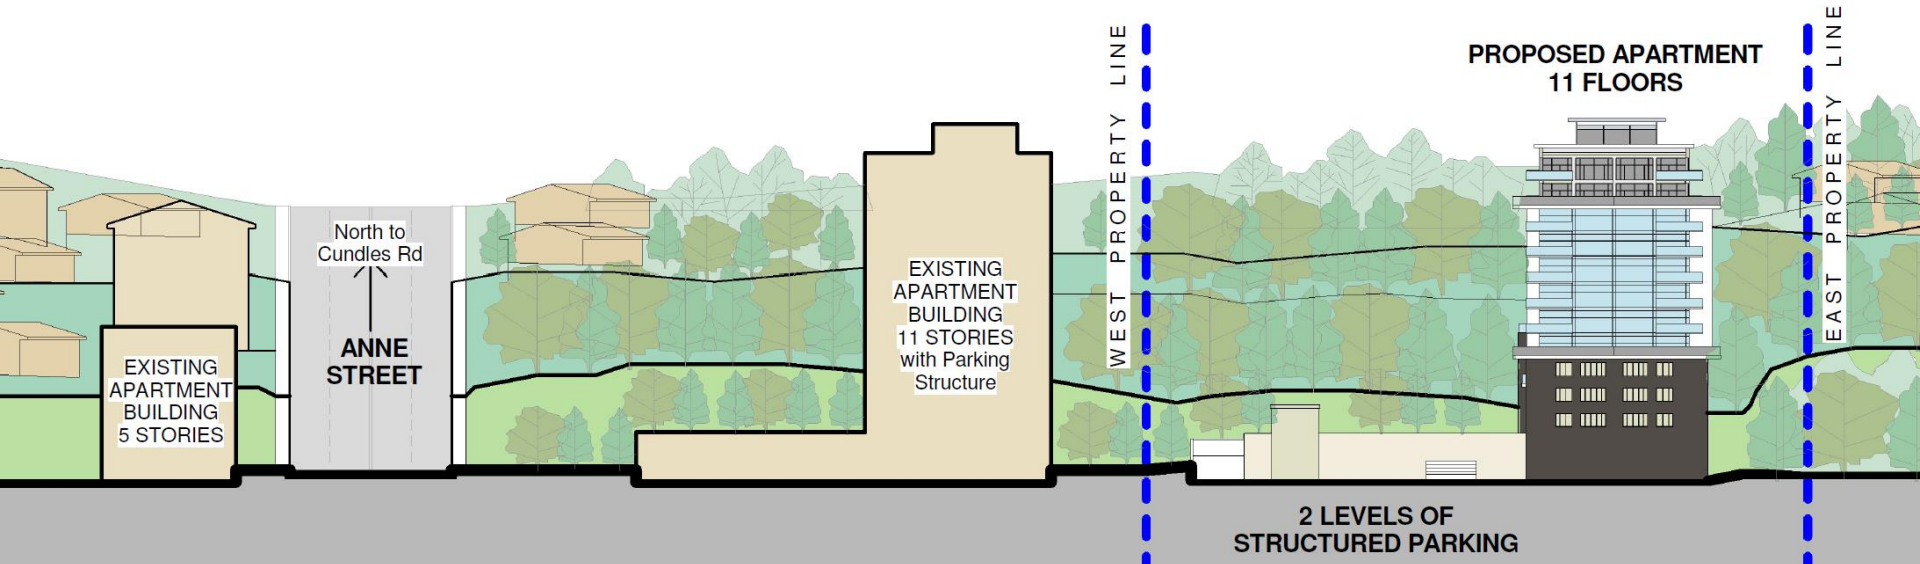 EXISTING
APARTMENT
BUILDING
5 STORIES
North to
Cundles Rd
ANNE
STREET
EXISTING
APARTMENT
BUILDING
11 STORIES
with Parking
Structure
WEST PROPERTY LINE
PROPOSED APARTMENT
11 FLOORS
EAST PROPERTY LINE
2 LEVELS OF
STRUCTURED PARKING